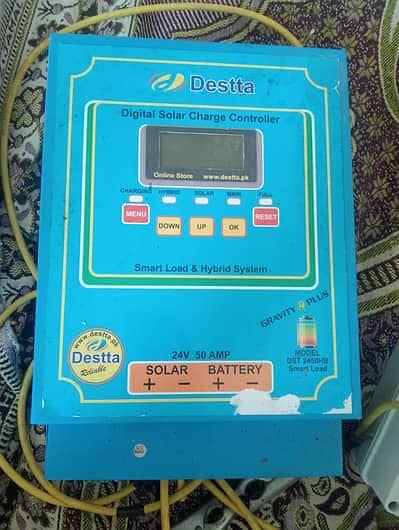 Destta
Digital Solar Charge Controller
Online Store www.destta.pk
CHARGING HYBRID SOLAR MAIN FULL
MENU DOWN UP OK RESET
Smart Load & Hybrid System
GRAVITY PLUS
www.destta.pk
Destta
Reliable
MODEL
DST 2450HB
Smart Load
24V 50 AMP
SOLAR BATTERY
+ − + −